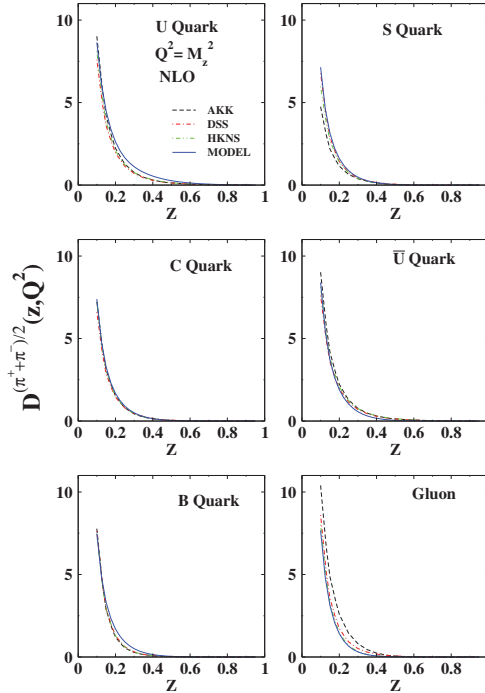 U Quark
Q²= M_z²
NLO
AKK
DSS
HKNS
MODEL
10
5
0
0 0.2 0.4 0.6 0.8 1
Z
S Quark
10
5
0
0 0.2 0.4 0.6 0.8
Z
D^(π⁺+π⁻)/2(z,Q²)
C Quark
10
5
0
0 0.2 0.4 0.6 0.8 1
Z
U̅ Quark
10
5
0
0 0.2 0.4 0.6 0.8
Z
B Quark
10
5
0
0 0.2 0.4 0.6 0.8 1
Z
Gluon
10
5
0
0 0.2 0.4 0.6 0.8
Z